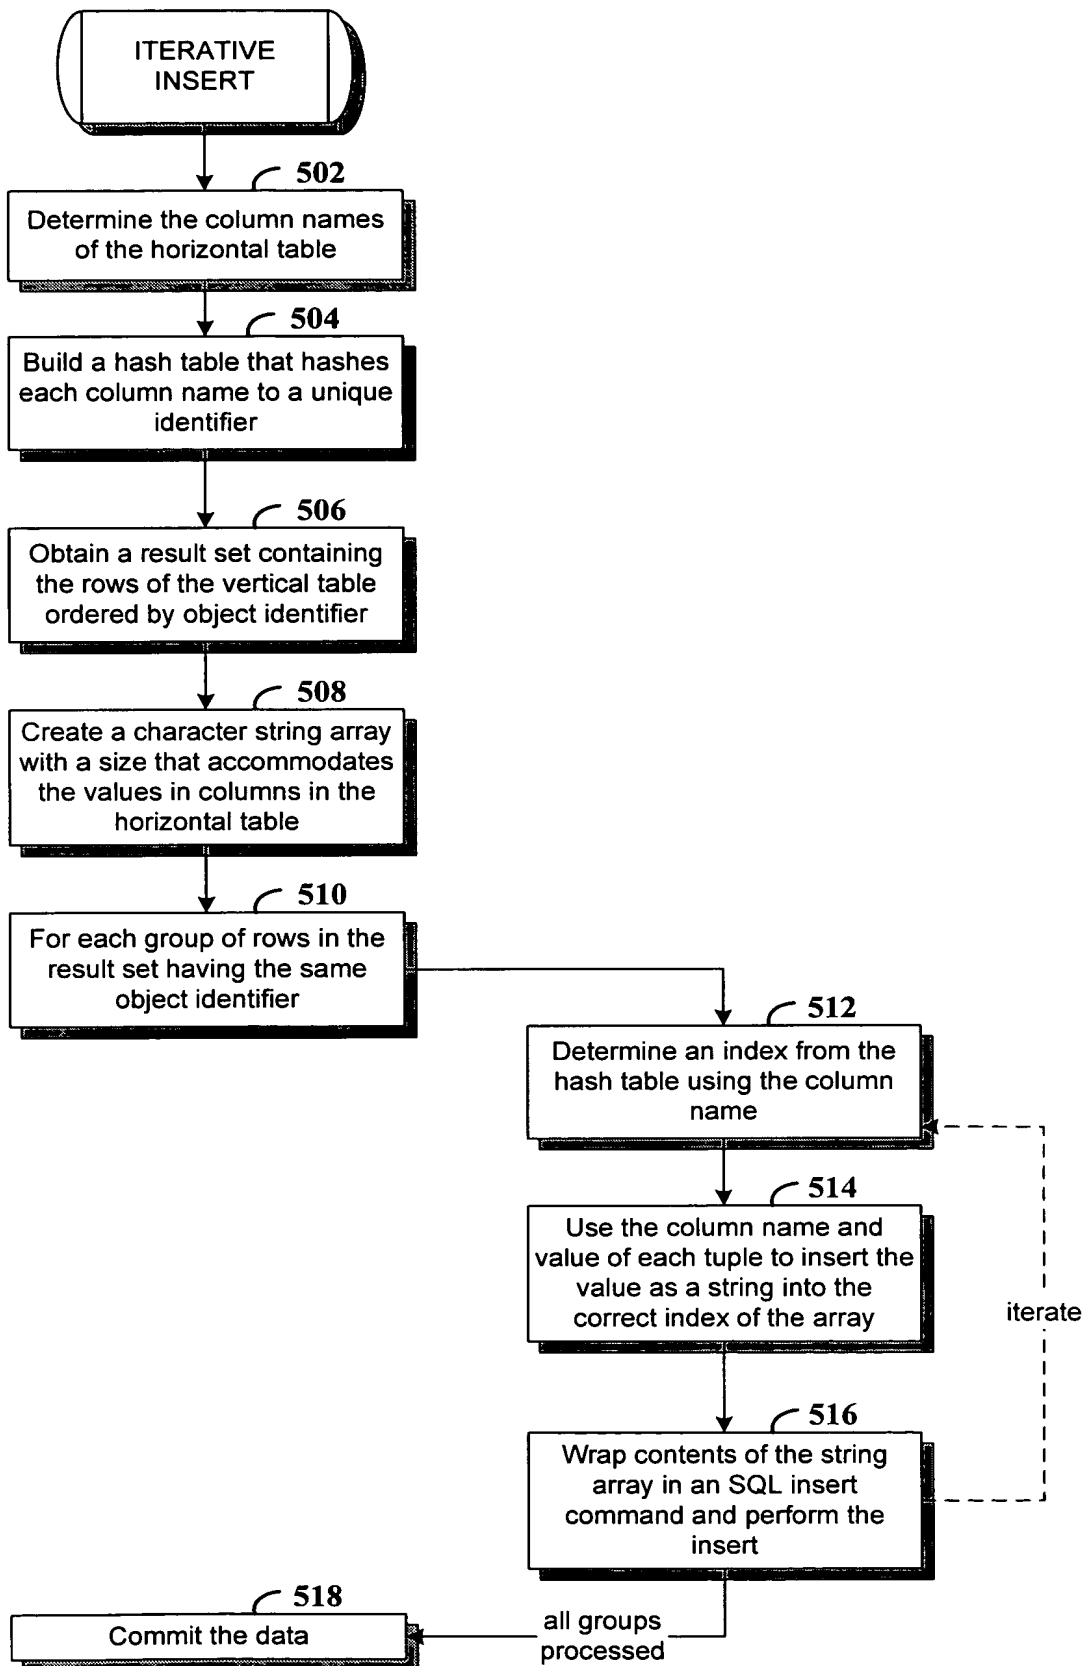 ITERATIVE
INSERT
502
Determine the column names
of the horizontal table
504
Build a hash table that hashes
each column name to a unique
identifier
506
Obtain a result set containing
the rows of the vertical table
ordered by object identifier
508
Create a character string array
with a size that accommodates
the values in columns in the
horizontal table
510
For each group of rows in the
result set having the same
object identifier
512
Determine an index from the
hash table using the column
name
514
Use the column name and
value of each tuple to insert the
value as a string into the
correct index of the array
iterate
516
Wrap contents of the string
array in an SQL insert
command and perform the
insert
518
Commit the data
all groups
processed